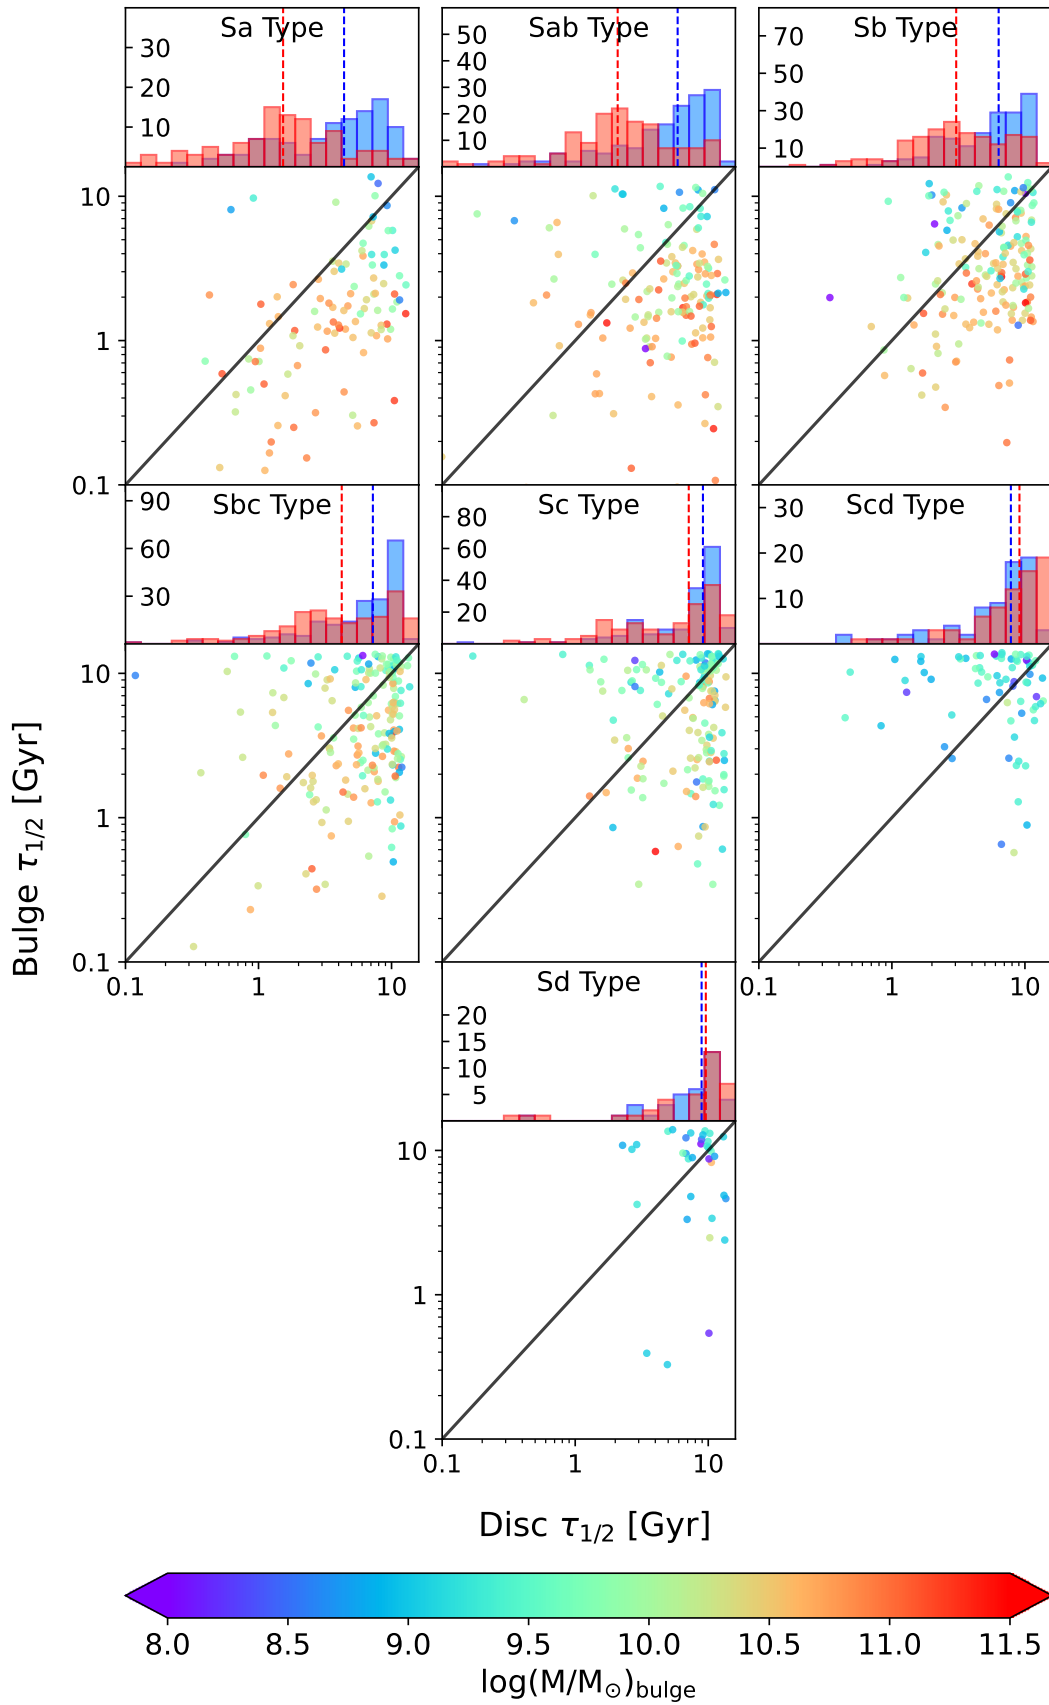 Sa Type
30
20
10
Sab Type
50
40
30
20
10
Sb Type
70
50
30
10
10
1
0.1
Sbc Type
90
60
30
Sc Type
80
60
40
20
Scd Type
30
20
10
10
1
0.1
0.1 1 10
0.1 1 10
Sd Type
20
15
10
5
10
1
0.1
0.1 1 10
Bulge τ1/2 [Gyr]
Disc τ1/2 [Gyr]
8.0 8.5 9.0 9.5 10.0 10.5 11.0 11.5
log(M/M⊙)bulge